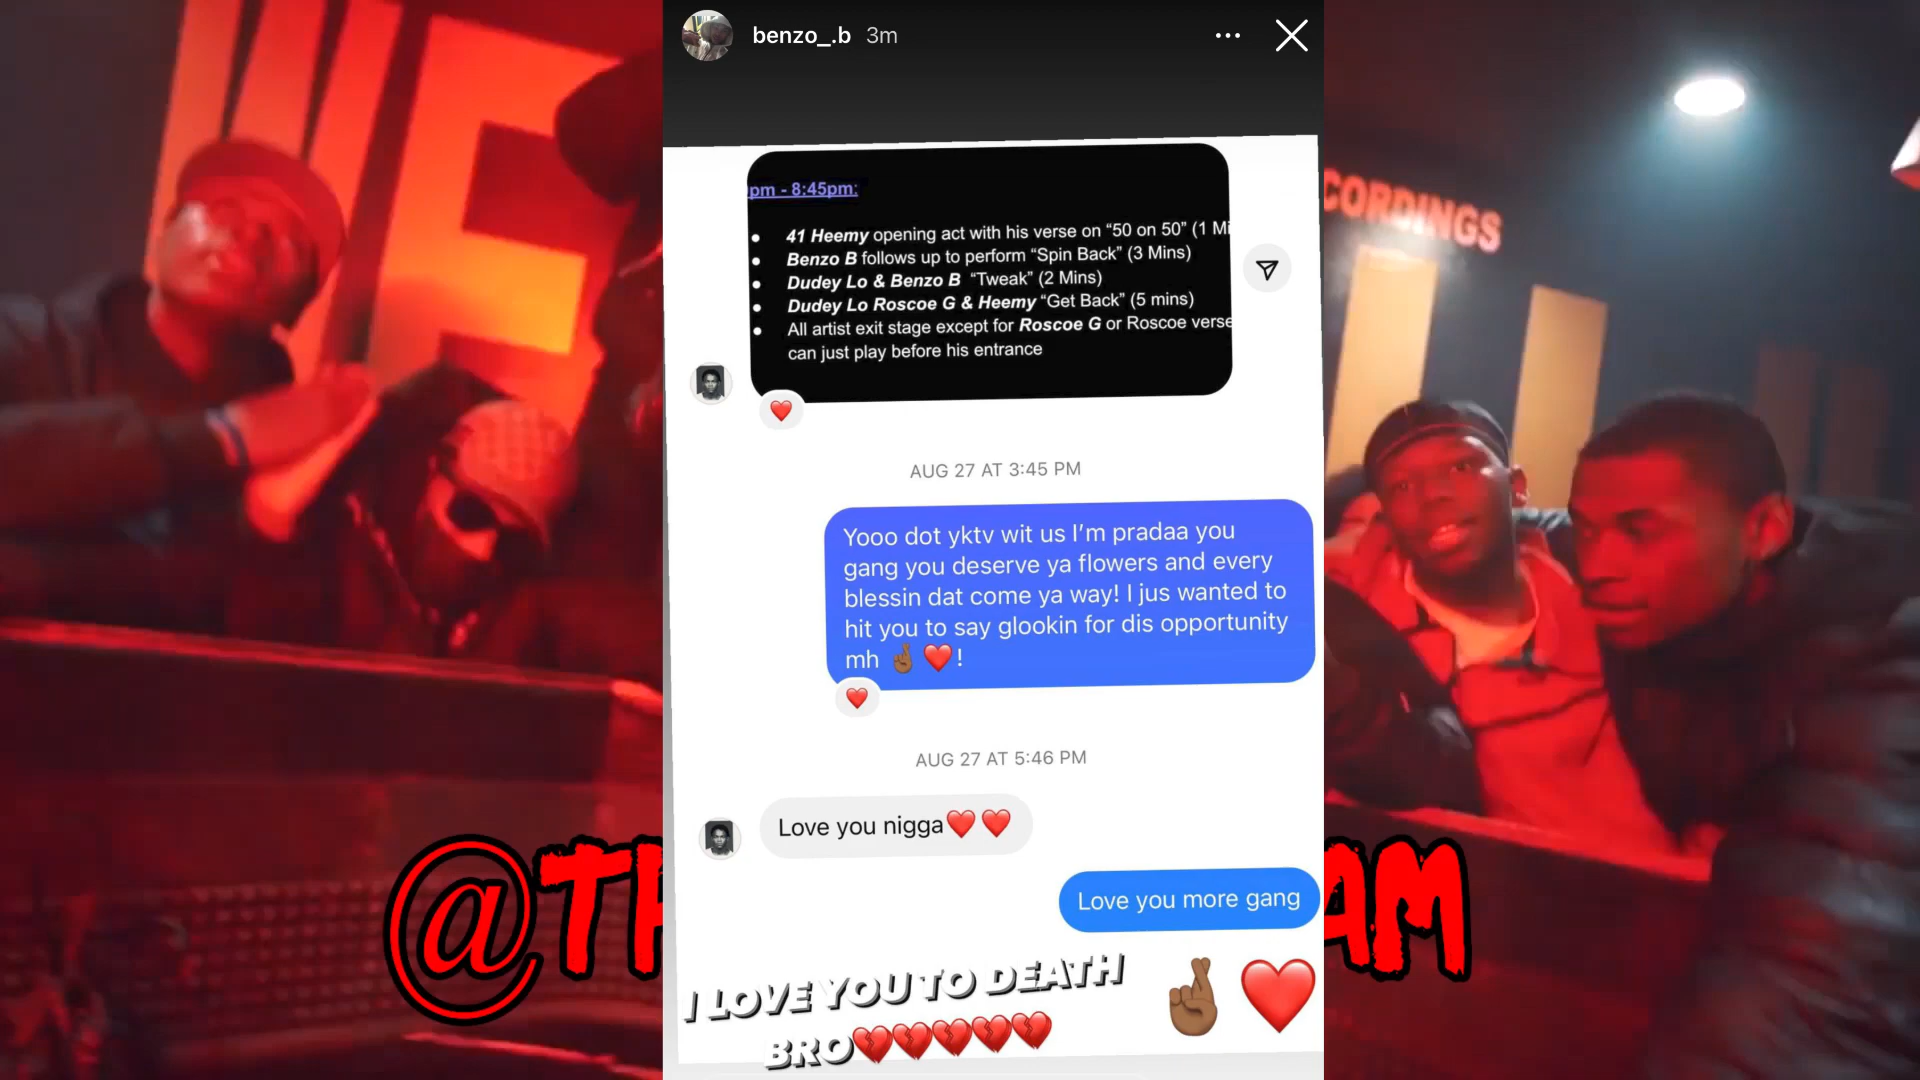 benzo_.b 3m
pm - 8:45pm:
41 Heemy opening act with his verse on “50 on 50” (1 Mi
Benzo B follows up to perform “Spin Back” (3 Mins)
Dudey Lo & Benzo B “Tweak” (2 Mins)
Dudey Lo Roscoe G & Heemy “Get Back” (5 mins)
All artist exit stage except for Roscoe G or Roscoe verse
can just play before his entrance
CORDINGS
AUG 27 AT 3:45 PM
Yooo dot yktv wit us I’m pradaa you
gang you deserve ya flowers and every
blessin dat come ya way! I jus wanted to
hit you to say glookin for dis opportunity
mh 🤞🏾❤️!
AUG 27 AT 5:46 PM
Love you nigga❤️❤️
Love you more gang
I LOVE YOU TO DEATH 🤞🏾❤️
BRO💔💔💔💔💔